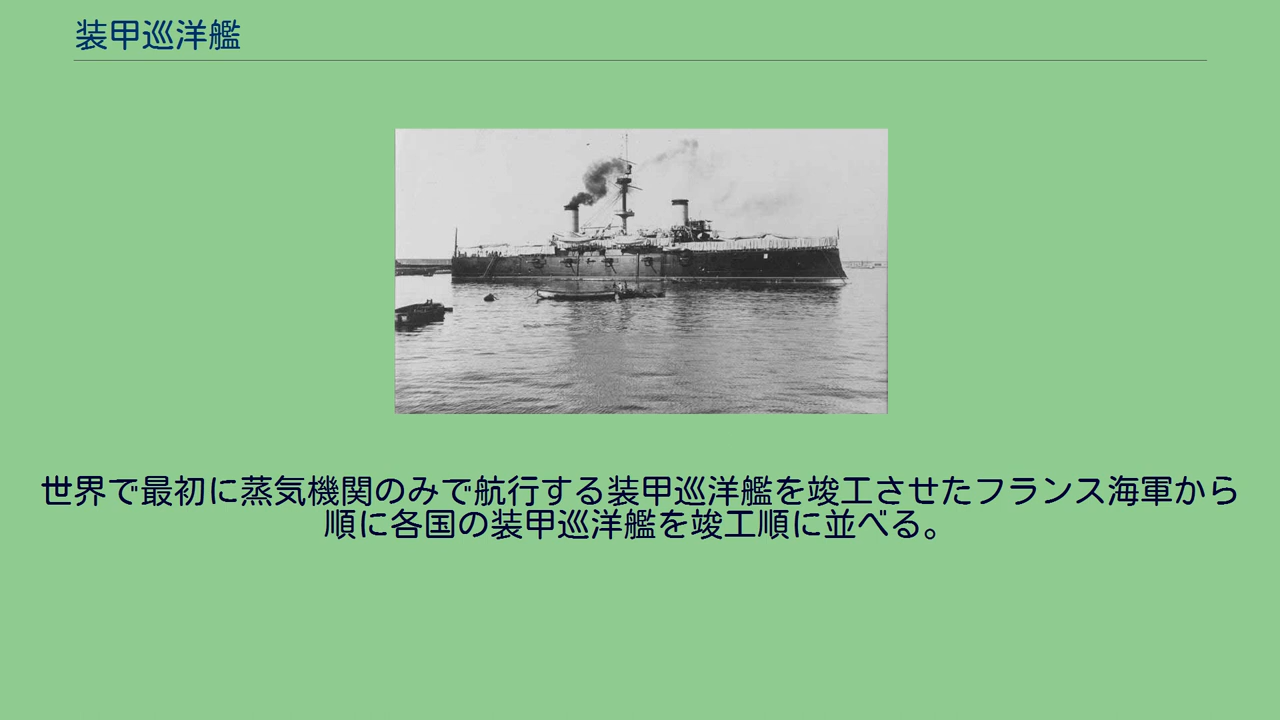 装甲巡洋艦
世界で最初に蒸気機関のみで航行する装甲巡洋艦を竣工させたフランス海軍から
順に各国の装甲巡洋艦を竣工順に並べる。